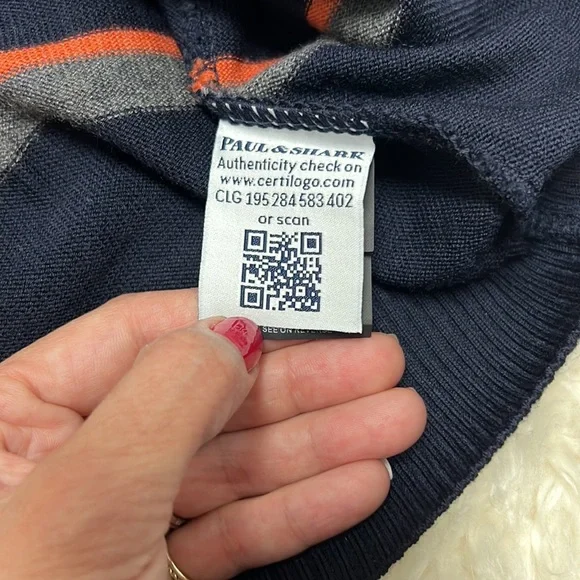 PAUL & SHARK
Authenticity check on
www.certilogo.com
CLG 195 284 583 402
or scan
SEE ON REVERSE